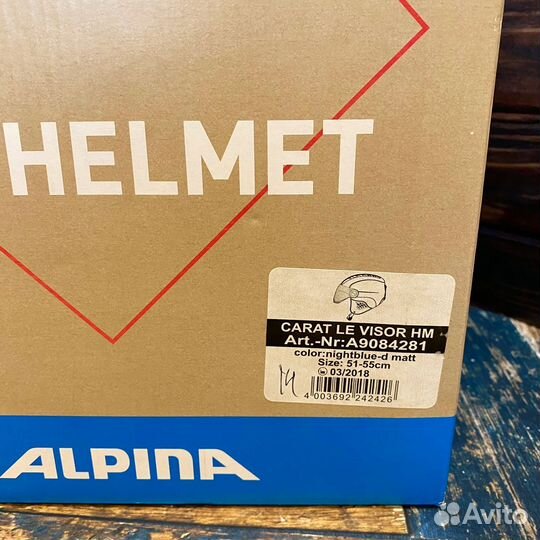 HELMET
CARAT LE VISOR HM
Art.-Nr:A9084281
color:nightblue-d matt
Size: 51-55cm
03/2018
4 003692 242426
ALPINA
Avito